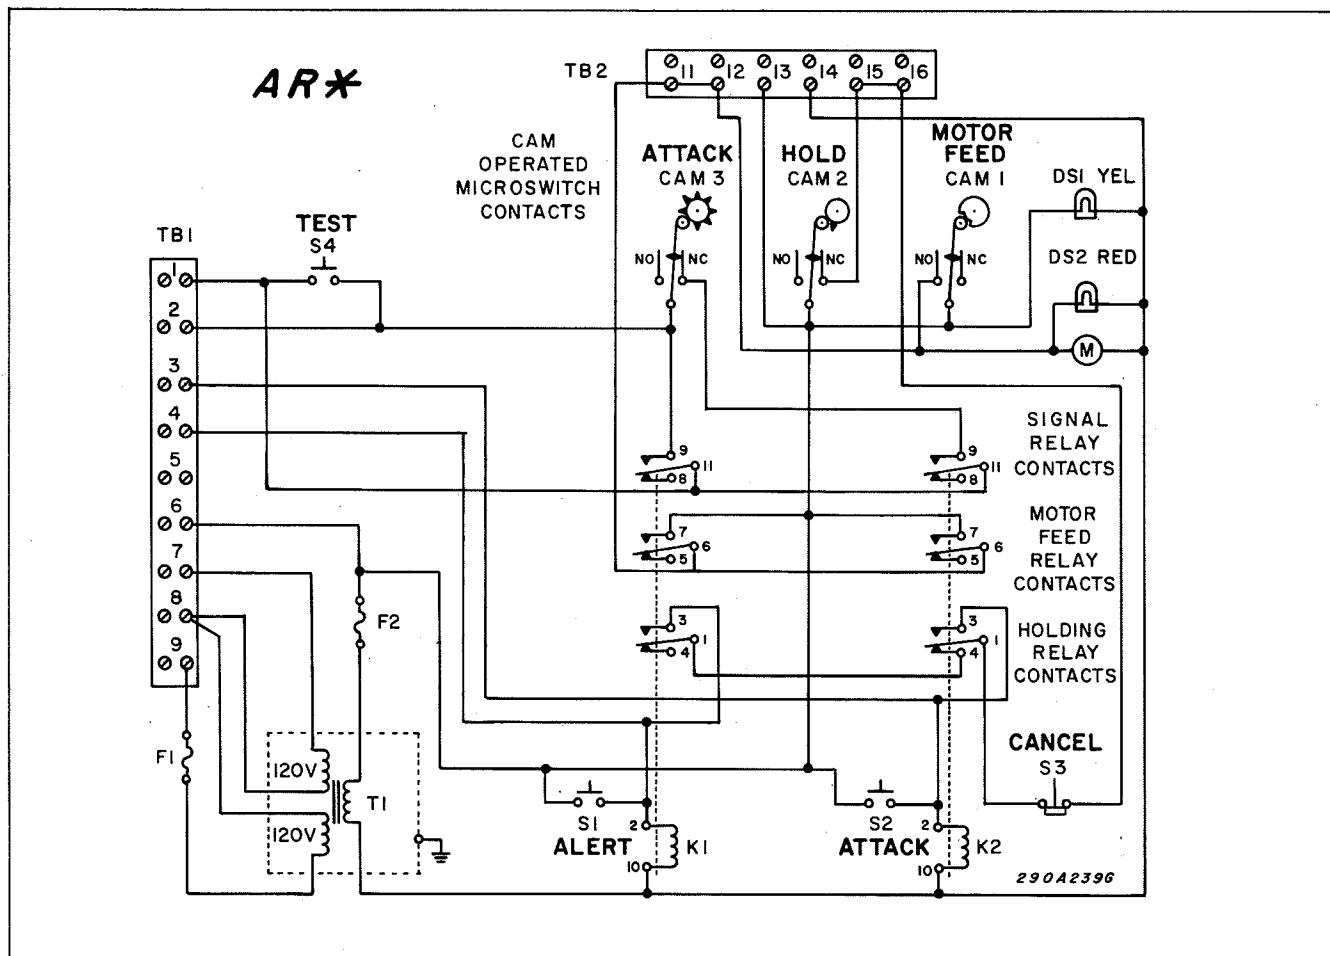 AR*
TB2
11 12 13 14 15 16
CAM
OPERATED
MICROSWITCH
CONTACTS
ATTACK
CAM 3
HOLD
CAM 2
MOTOR
FEED
CAM 1
NO NC
NO NC
NO NC
DS1 YEL
DS2 RED
M
TEST
S4
TB1
1
2
3
4
5
6
7
8
9
9
11
8
9
11
8
SIGNAL
RELAY
CONTACTS
7
6
5
7
6
5
MOTOR
FEED
RELAY
CONTACTS
3
1
4
3
1
4
HOLDING
RELAY
CONTACTS
F2
F1
120V
120V
T1
S1
ALERT
2
10
K1
S2
ATTACK
2
10
K2
CANCEL
S3
290A239G